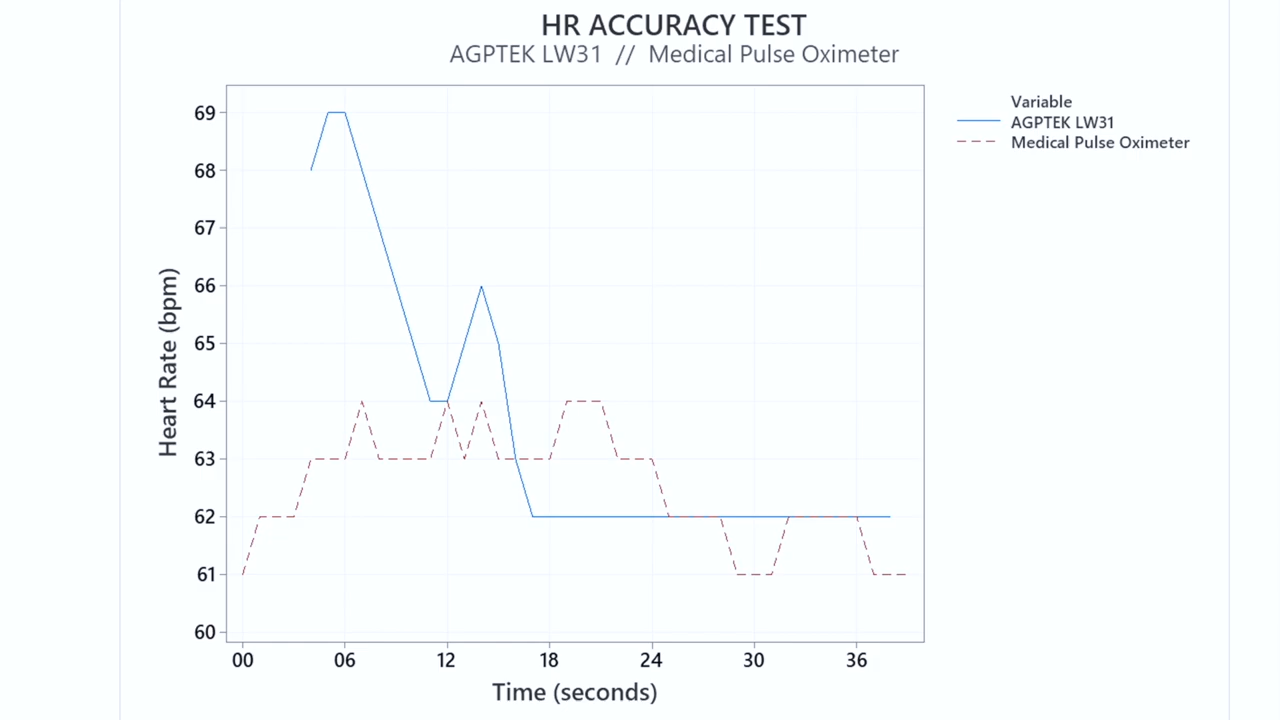 HR ACCURACY TEST
AGPTEK LW31 // Medical Pulse Oximeter
Variable
AGPTEK LW31
Medical Pulse Oximeter
Heart Rate (bpm)
69
68
67
66
65
64
63
62
61
60
00 06 12 18 24 30 36
Time (seconds)